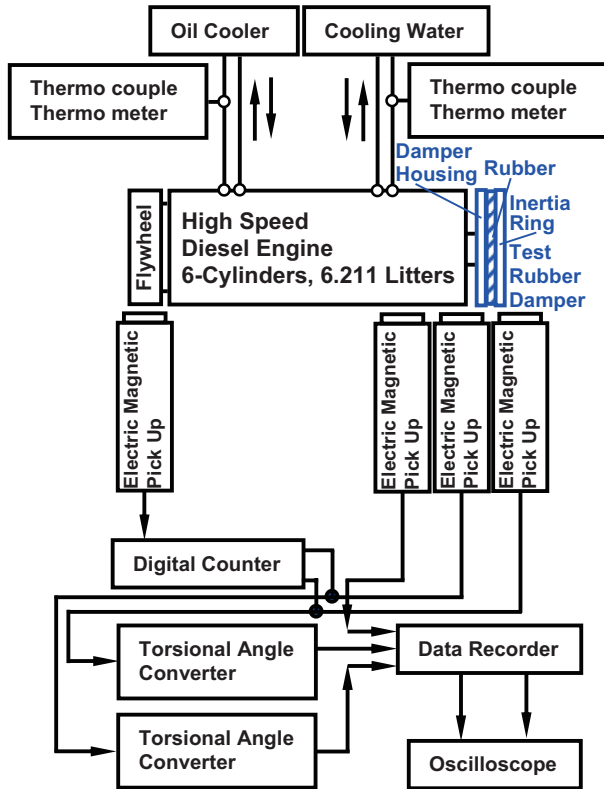 Oil Cooler
Cooling Water
Thermo couple
Thermo meter
Thermo couple
Thermo meter
Damper
Housing
Rubber
Inertia
Ring
Test
Rubber
Damper
Flywheel
High Speed
Diesel Engine
6-Cylinders, 6.211 Litters
Electric Magnetic
Pick Up
Electric Magnetic
Pick Up
Electric Magnetic
Pick Up
Electric Magnetic
Pick Up
Digital Counter
Torsional Angle
Converter
Data Recorder
Torsional Angle
Converter
Oscilloscope